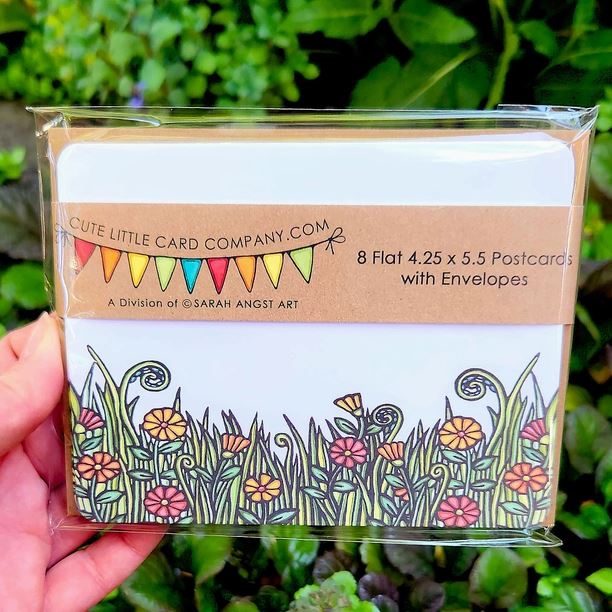 CUTE LITTLE CARD COMPANY.COM
A Division of ©SARAH ANGST ART
8 Flat 4.25 x 5.5 Postcards
with Envelopes